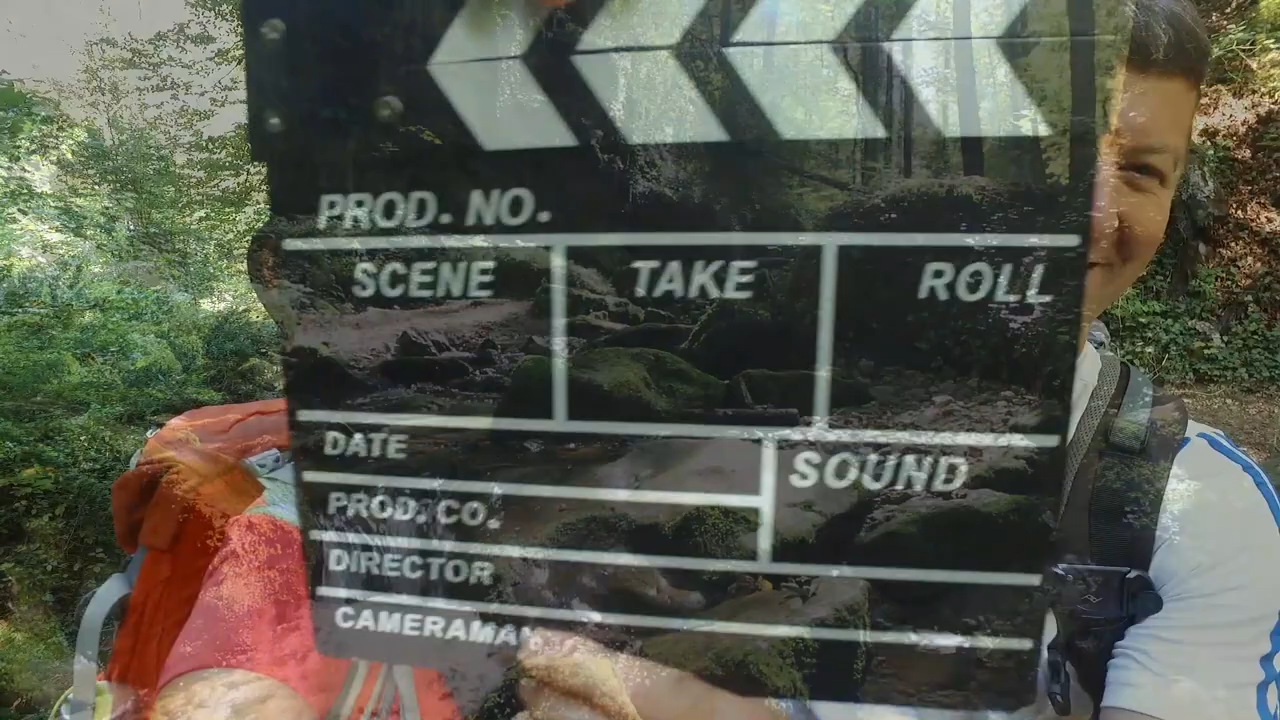 PROD. NO.
SCENE TAKE ROLL
DATE
SOUND
PROD. CO.
DIRECTOR
CAMERAMAN